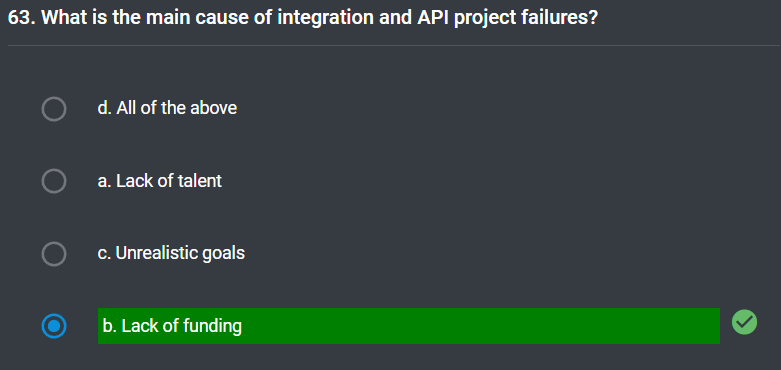 63. What is the main cause of integration and API project failures?
d. All of the above
a. Lack of talent
c. Unrealistic goals
b. Lack of funding